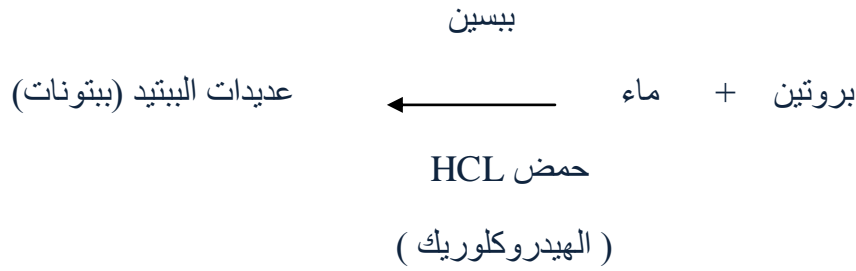 ببسين
بروتين + ماء عديدات الببتيد (ببتونات)
حمض HCL
( الهيدروكلوريك )